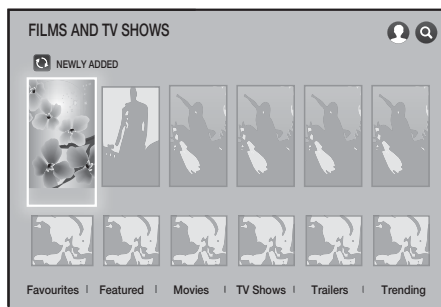 FILMS AND TV SHOWS
NEWLY ADDED
Favourites | Featured | Movies | TV Shows | Trailers | Trending